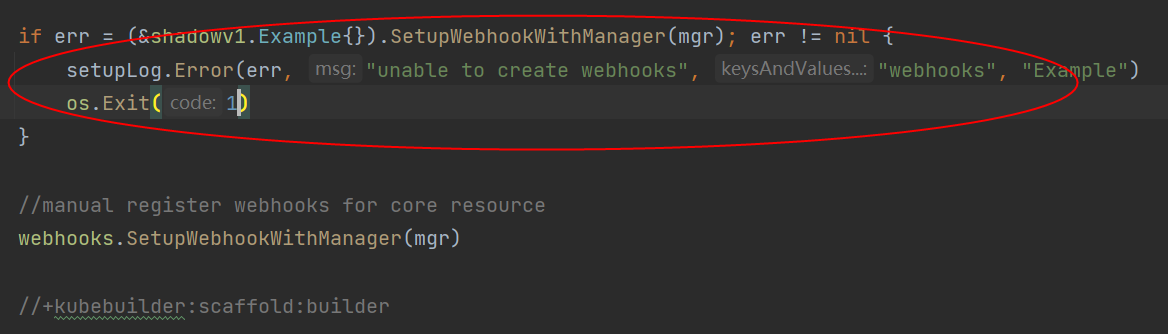 if err = (&shadowv1.Example{}).SetupWebhookWithManager(mgr); err != nil {
setupLog.Error(err, msg: "unable to create webhooks", keysAndValues...: "webhooks", "Example")
os.Exit( code: 1)
}
//manual register webhooks for core resource
webhooks.SetupWebhookWithManager(mgr)
//+kubebuilder:scaffold:builder